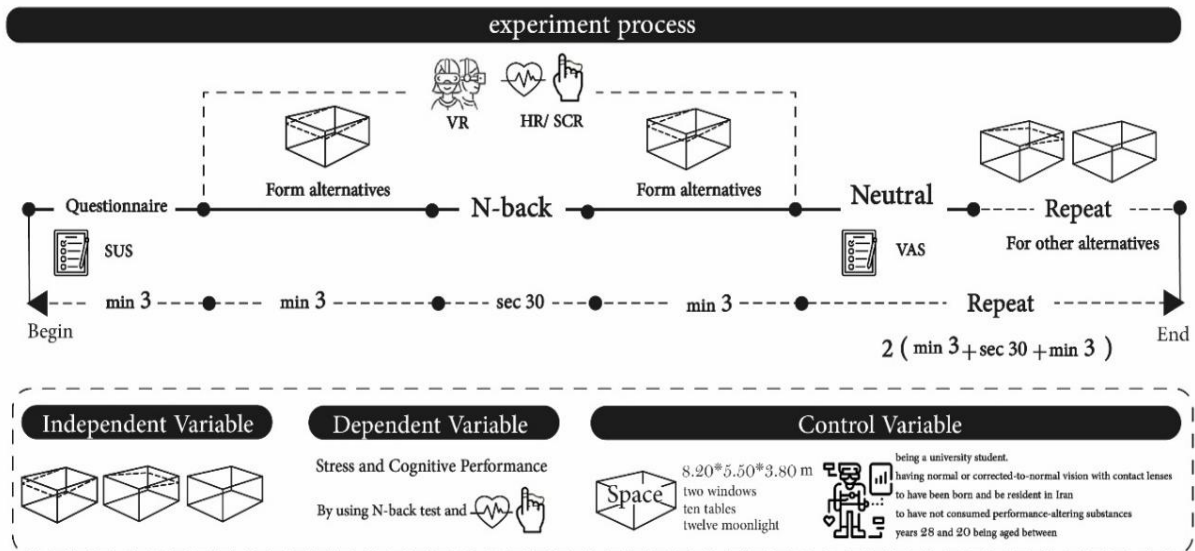 experiment process
VR
HR/ SCR
Form alternatives
Form alternatives
Questionnaire
N-back
Neutral
Repeat
For other alternatives
SUS
VAS
min 3
min 3
sec 30
min 3
Repeat
Begin
End
2 ( min 3 + sec 30 + min 3 )
Independent Variable
Dependent Variable
Stress and Cognitive Performance
By using N-back test and
Control Variable
Space
8.20*5.50*3.80 m
two windows
ten tables
twelve moonlight
being a university student.
having normal or corrected-to-normal vision with contact lenses
to have been born and be resident in Iran
to have not consumed performance-altering substances
years 28 and 20 being aged between